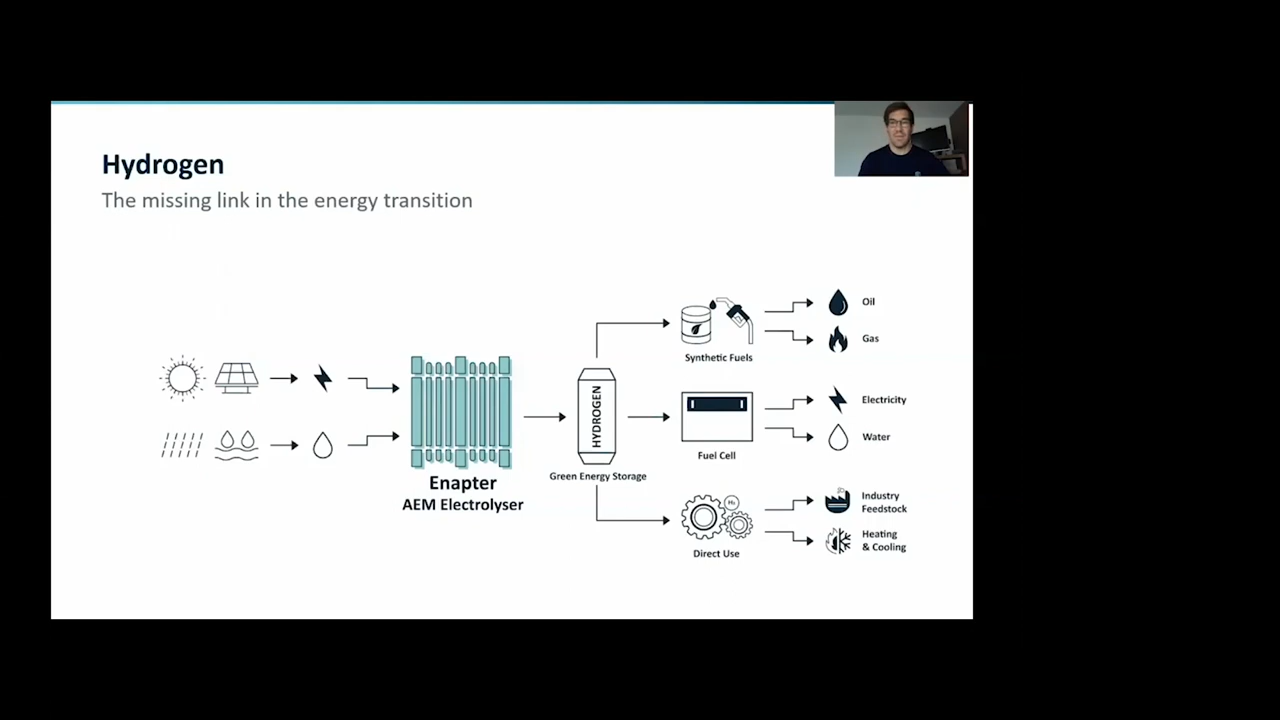 Hydrogen
The missing link in the energy transition
Enapter
AEM Electrolyser
HYDROGEN
Green Energy Storage
Synthetic Fuels
Oil
Gas
Fuel Cell
Electricity
Water
H₂
Direct Use
Industry
Feedstock
Heating
& Cooling